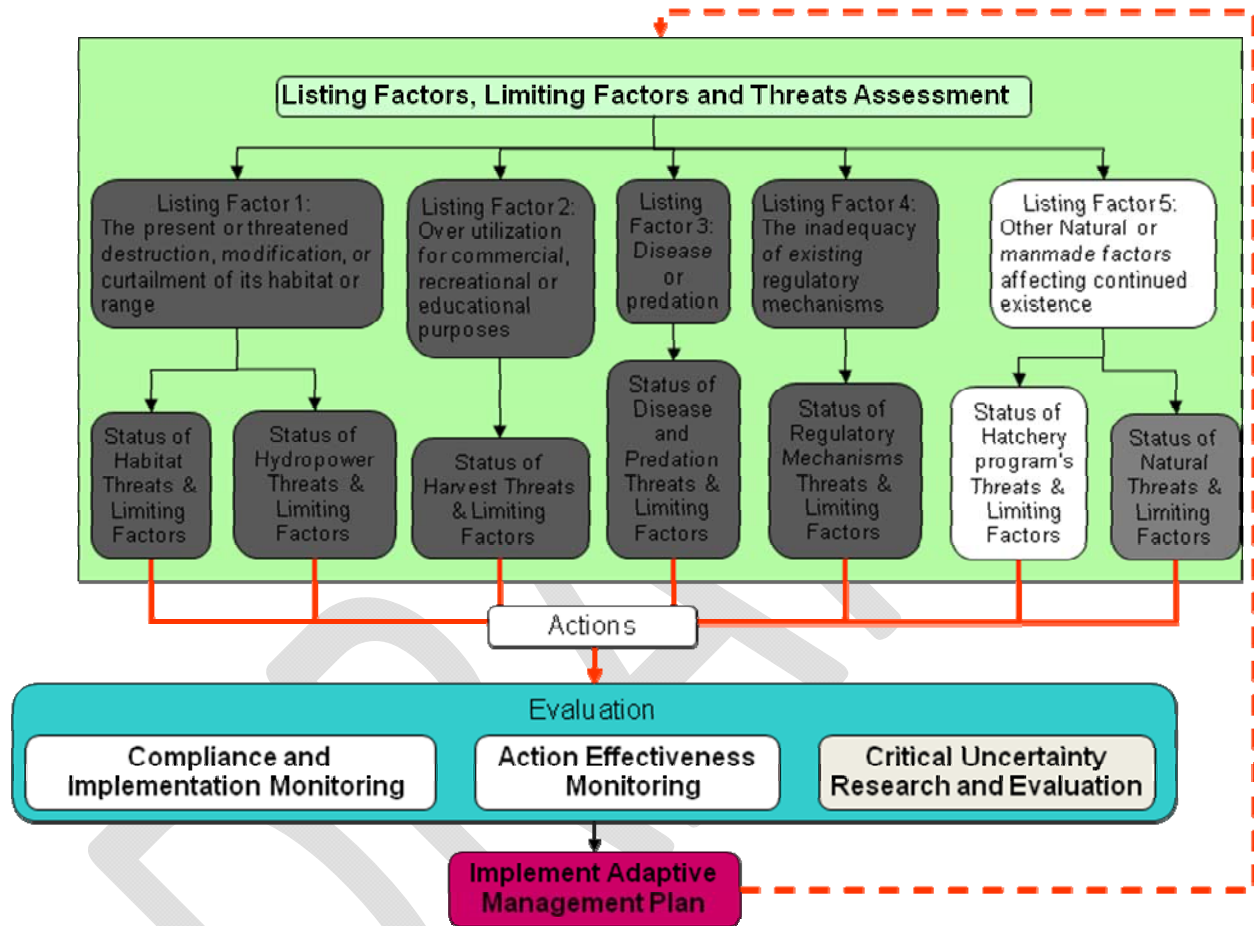 Listing Factors, Limiting Factors and Threats Assessment
Listing Factor 1:
The present or threatened
destruction, modification, or
curtailment of its habitat or
range
Listing Factor 2:
Over utilization
for commercial,
recreational or
educational
purposes
Listing
Factor 3:
Disease
or
predation
Listing Factor 4:
The inadequacy
of existing
regulatory
mechanisms
Listing Factor 5:
Other Natural or
manmade factors
affecting continued
existence
Status of
Habitat
Threats &
Limiting
Factors
Status of
Hydropower
Threats &
Limiting
Factors
Status of
Harvest Threats
& Limiting
Factors
Status of
Disease
and
Predation
Threats &
Limiting
Factors
Status of
Regulatory
Mechanisms
Threats &
Limiting
Factors
Status of
Hatchery
program's
Threats &
Limiting
Factors
Status of
Natural
Threats &
Limiting
Factors
Actions
Evaluation
Compliance and
Implementation Monitoring
Action Effectiveness
Monitoring
Critical Uncertainty
Research and Evaluation
Implement Adaptive
Management Plan
DRAFT